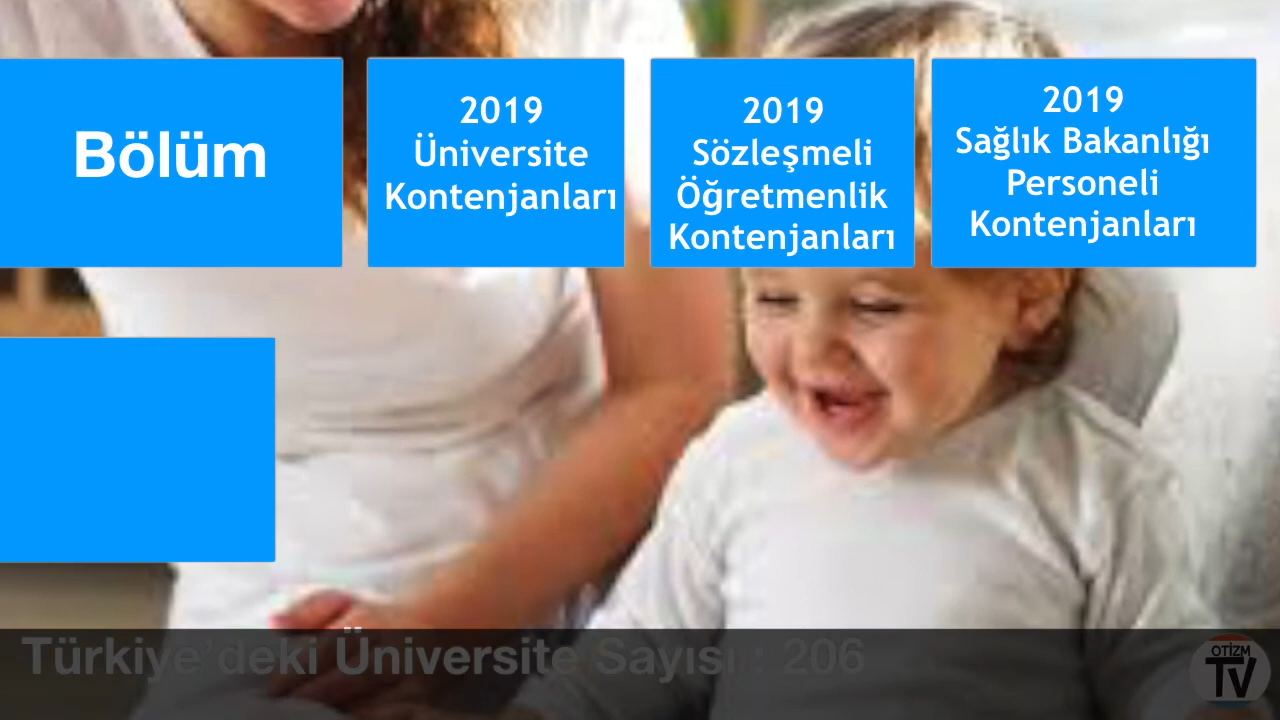 Bölüm
2019
Üniversite
Kontenjanları
2019
Sözleşmeli
Öğretmenlik
Kontenjanları
2019
Sağlık Bakanlığı
Personeli
Kontenjanları
Türkiye'deki Üniversite Sayısı: 206
OTİZM
TV